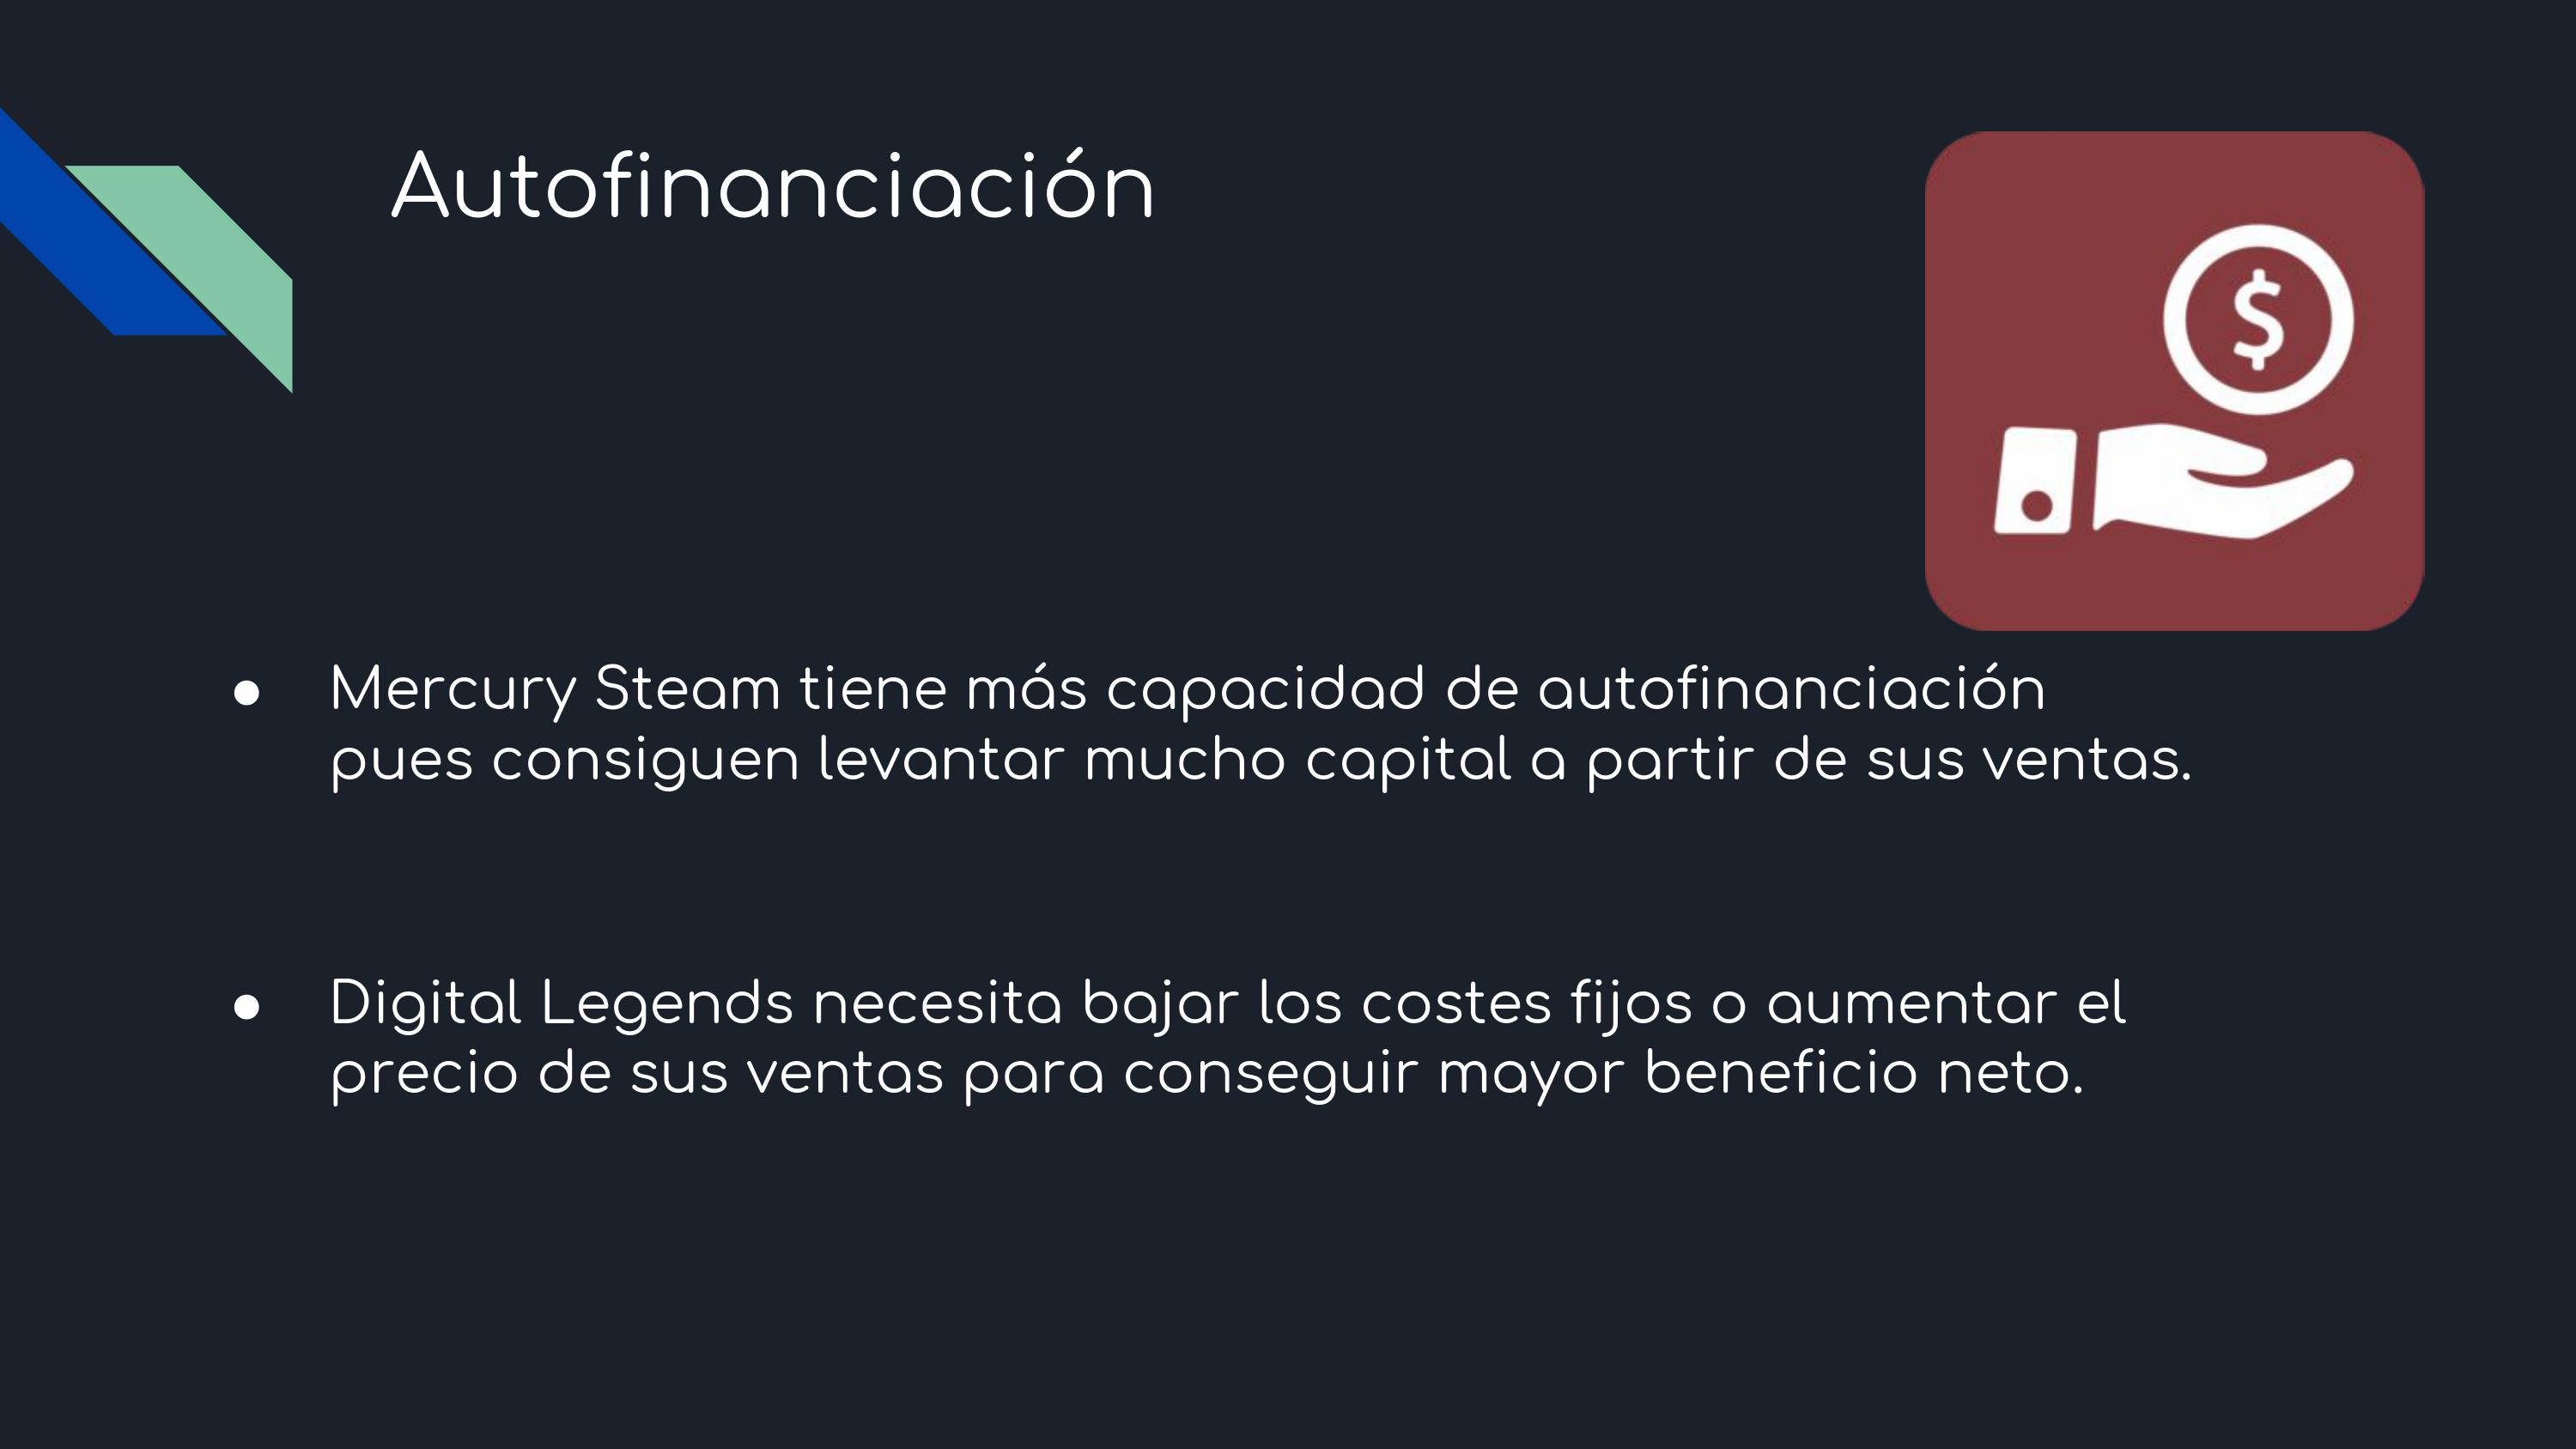 Autofinanciación
$
● Mercury Steam tiene más capacidad de autofinanciación
pues consiguen levantar mucho capital a partir de sus ventas.
● Digital Legends necesita bajar los costes fijos o aumentar el
precio de sus ventas para conseguir mayor beneficio neto.